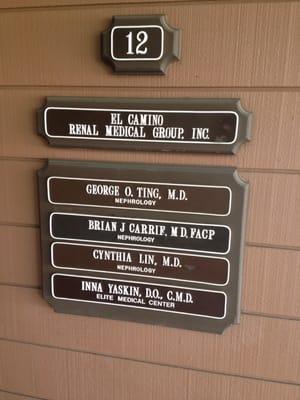 12
EL CAMINO
RENAL MEDICAL GROUP, INC.
GEORGE O. TING, M.D.
NEPHROLOGY
BRIAN J CARRIF, M D, FACP
NEPHROLOGY
CYNTHIA LIN, M.D.
NEPHROLOGY
INNA YASKIN, D.O., C.M.D.
ELITE MEDICAL CENTER